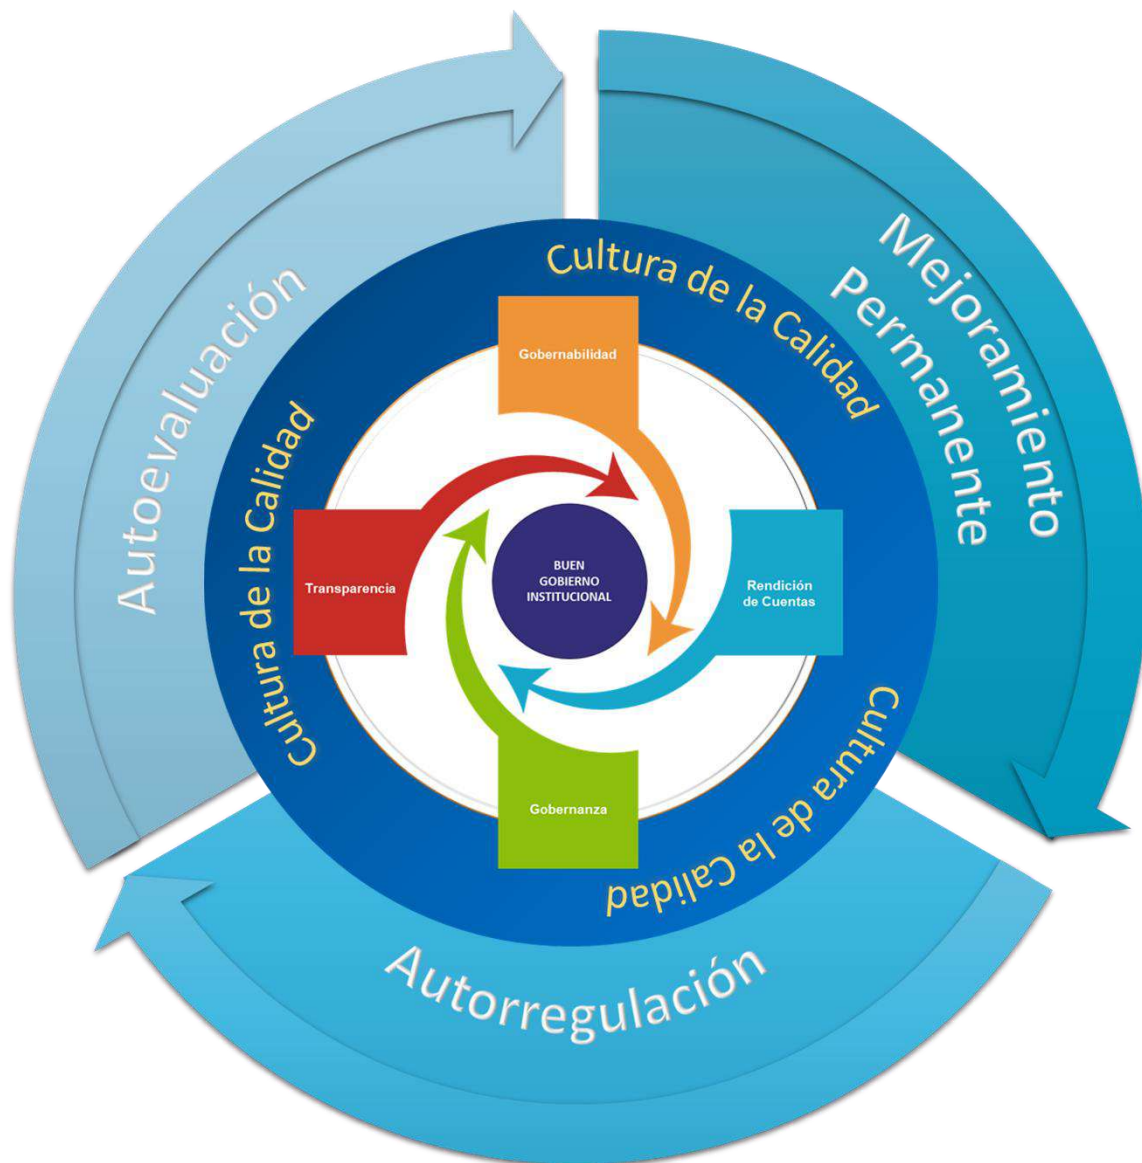 Autoevaluación
Mejoramiento
Permanente
Cultura de la Calidad
Cultura de la Calidad
Gobernabilidad
Transparencia
BUEN
GOBIERNO
INSTITUCIONAL
Rendición
de Cuentas
Gobernanza
Cultura de la Calidad
Autorregulación